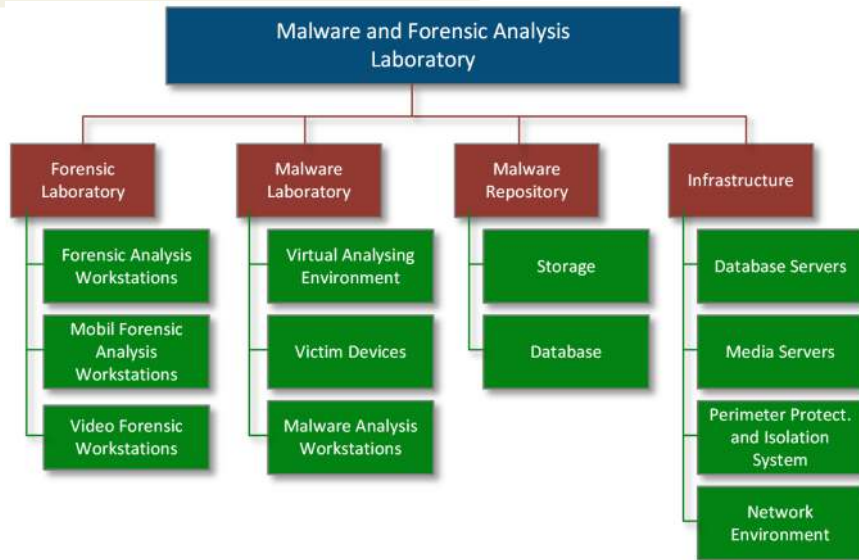 Malware and Forensic Analysis
Laboratory
Forensic
Laboratory
Forensic Analysis
Workstations
Mobil Forensic
Analysis
Workstations
Video Forensic
Workstations
Malware
Laboratory
Virtual Analysing
Environment
Victim Devices
Malware Analysis
Workstations
Malware
Repository
Storage
Database
Infrastructure
Database Servers
Media Servers
Perimeter Protect.
and Isolation
System
Network
Environment